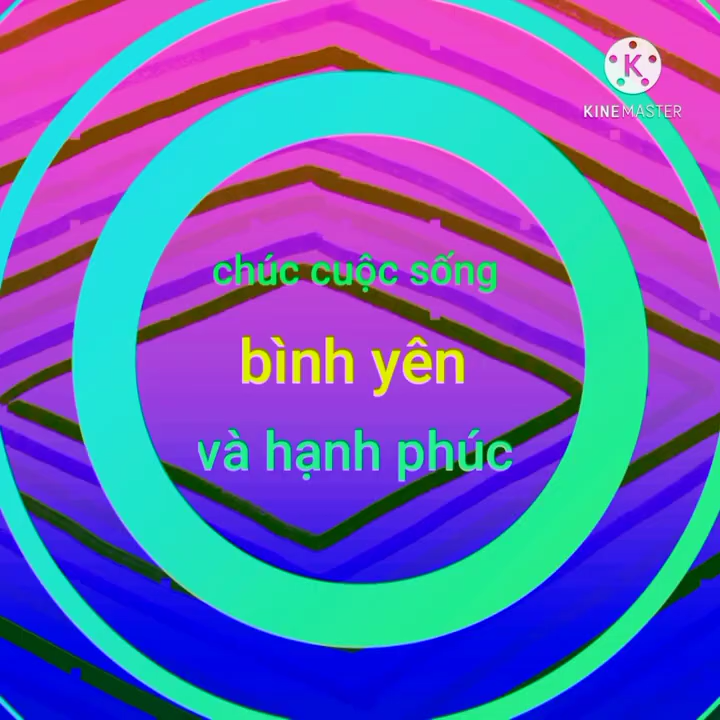 K
KINEMASTER
chúc cuộc sống
bình yên
và hạnh phúc